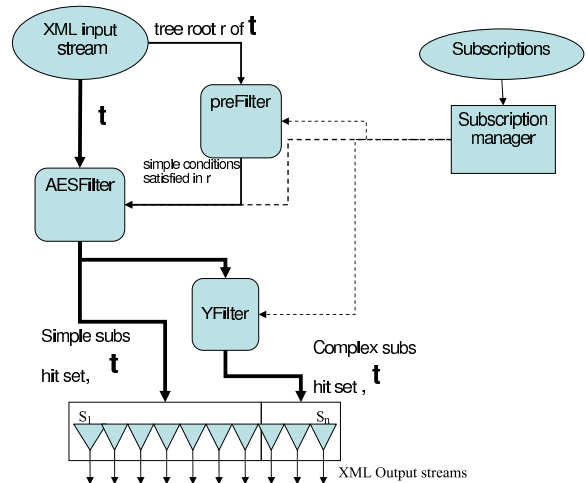 XML input
stream
tree root r of t
Subscriptions
t
preFilter
Subscription
manager
simple conditions
satisfied in r
AESFilter
YFilter
Simple subs
hit set, t
Complex subs
hit set , t
S1
Sn
XML Output streams